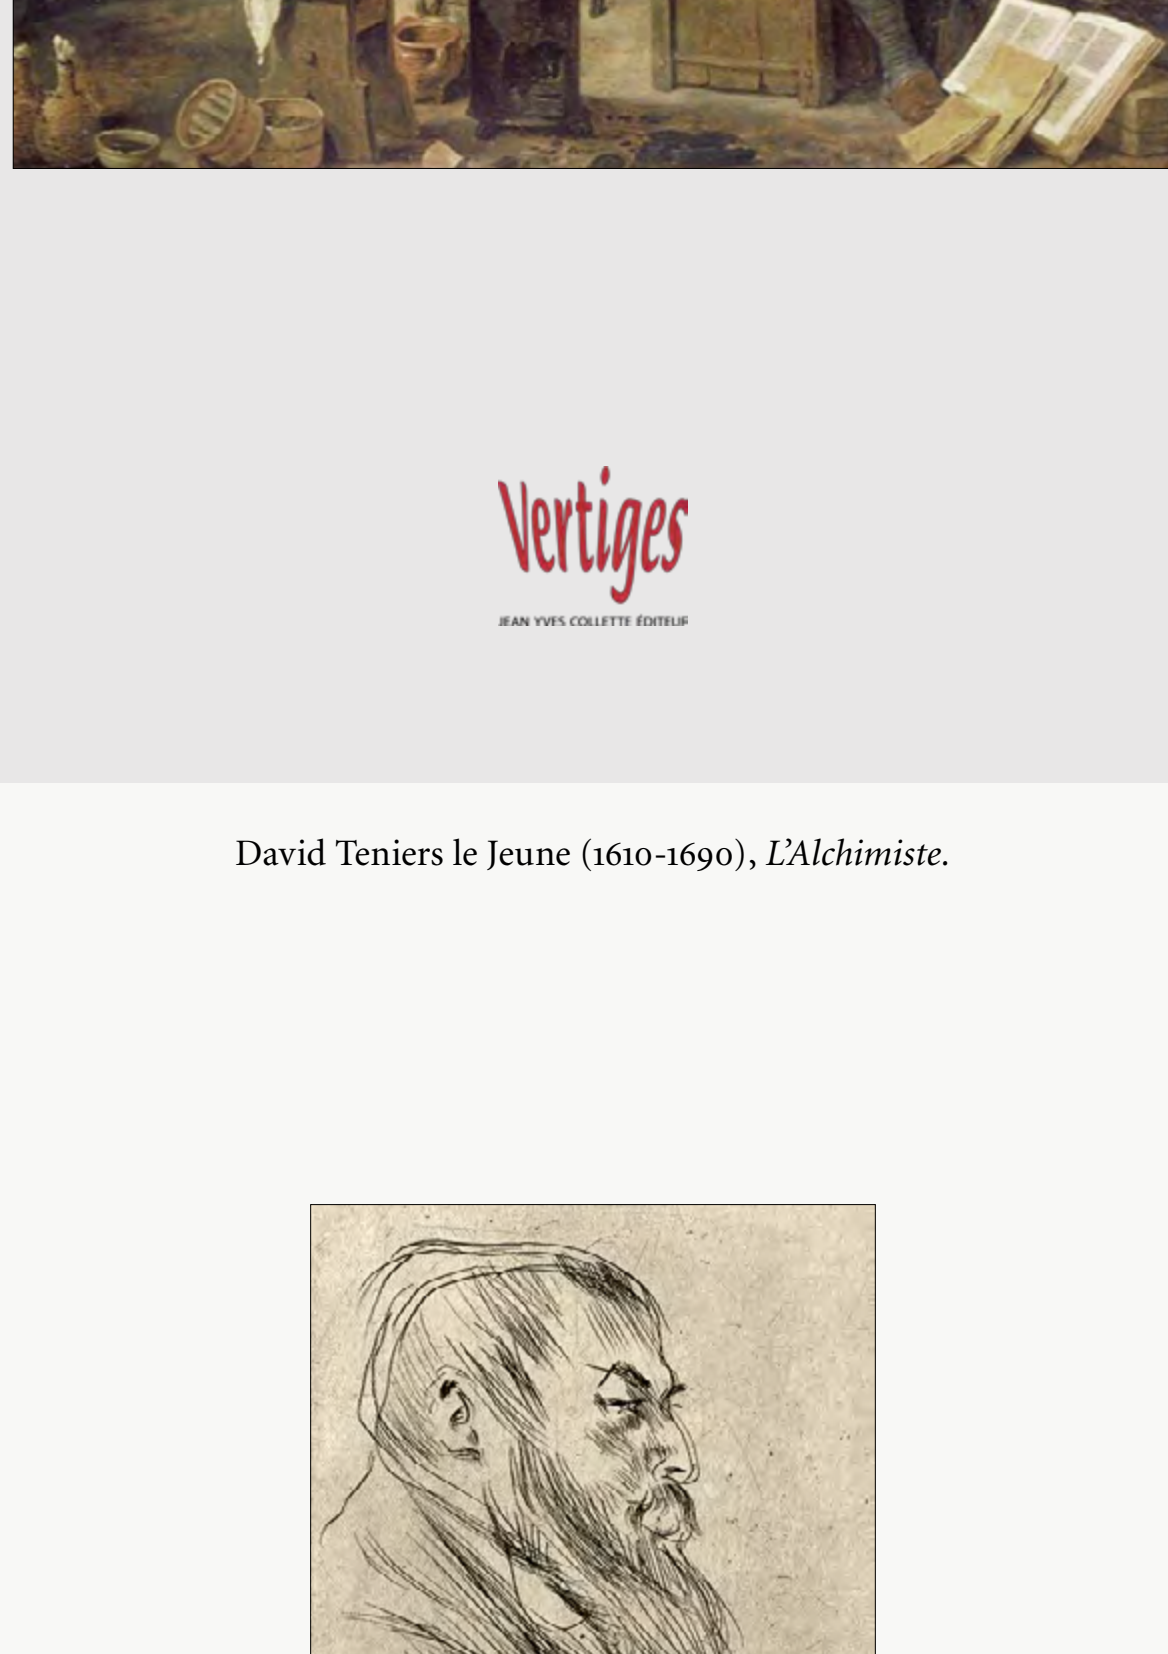 Vertiges
JEAN YVES COLLETTE ÉDITEUR
David Teniers le Jeune (1610-1690), L’Alchimiste.